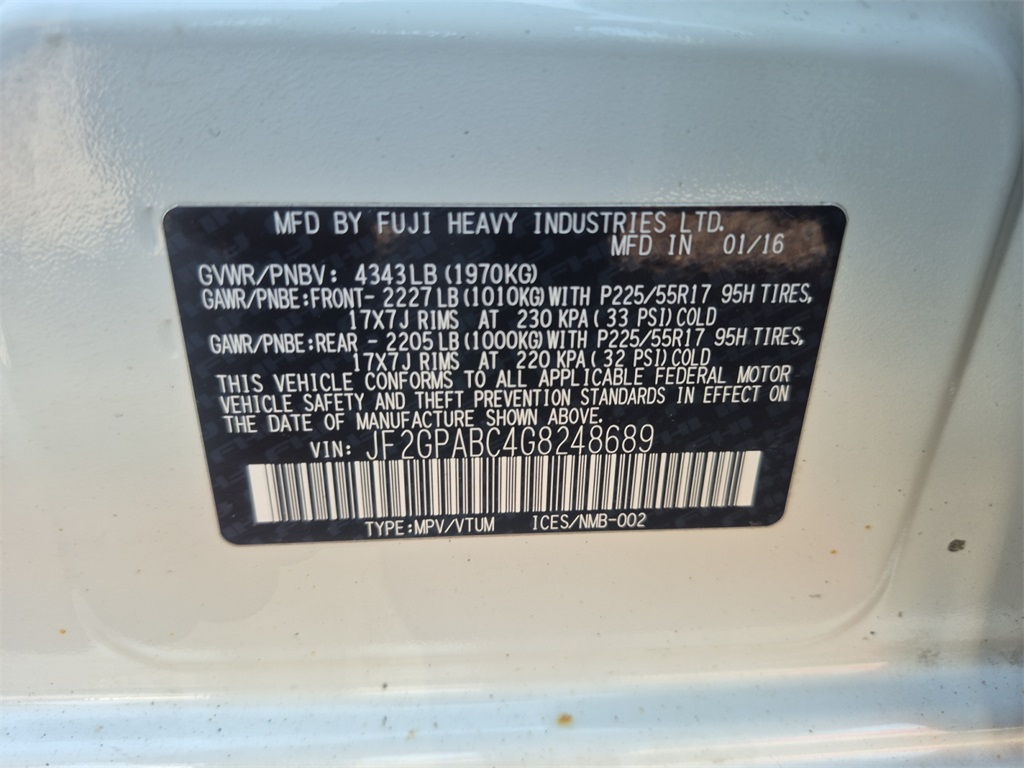 MFD BY FUJI HEAVY INDUSTRIES LTD.
MFD IN 01/16
GVWR/PNBV: 4343LB (1970KG)
GAWR/PNBE:FRONT- 2227LB(1010KG)WITH P225/55R17 95H TIRES,
17X7J RIMS AT 230 KPA( 33 PSI) COLD
GAWR/PNBE:REAR - 2205LB(1000KG)WITH P225/55R17 95H TIRES,
17X7J RIMS AT 220 KPA( 32 PSI)COLD
THIS VEHICLE CONFORMS TO ALL APPLICABLE FEDERAL MOTOR
VEHICLE SAFETY AND THEFT PREVENTION STANDARDS IN EFFECT ON
THE DATE OF MANUFACTURE SHOWN ABOVE.
VIN: JF2GPABC4G8248689
TYPE:MPV/VTUM ICES/NMB-002